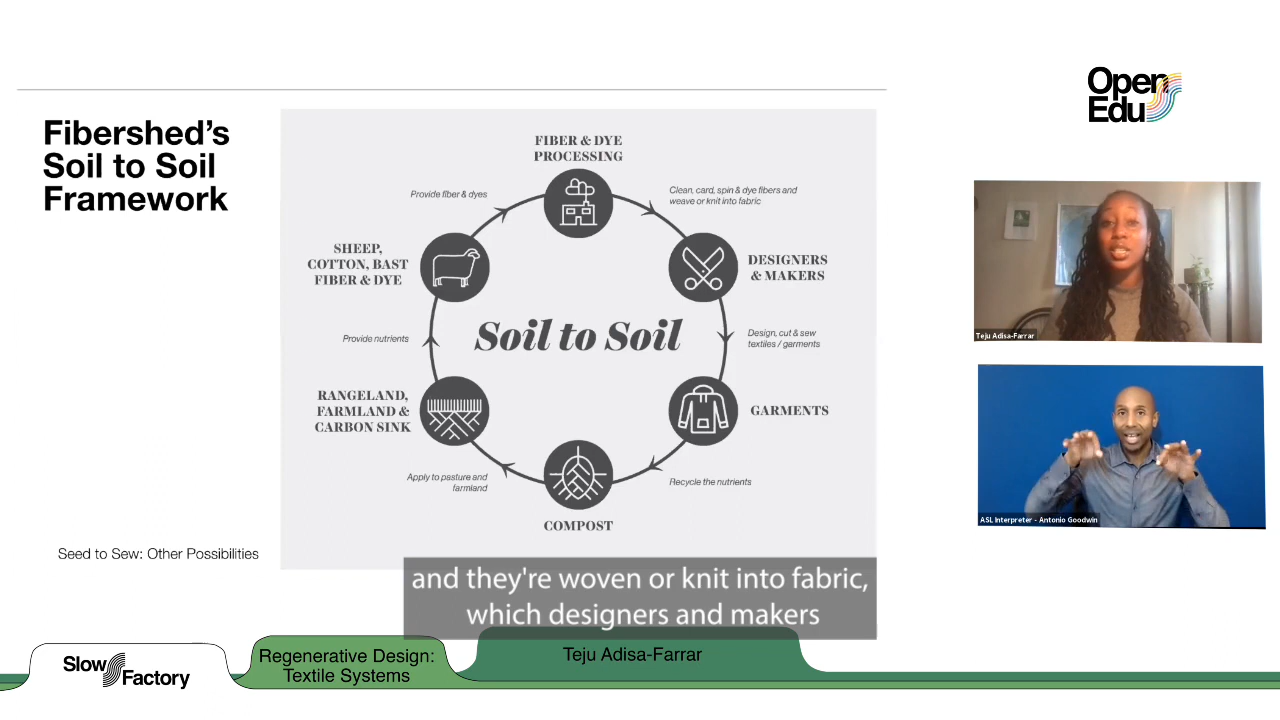 Open
Edu
Fibershed's
Soil to Soil
Framework
FIBER & DYE
PROCESSING
Provide fiber & dyes
Clean, card, spin & dye fibers and
weave or knit into fabric
SHEEP,
COTTON, BAST
FIBER & DYE
DESIGNERS
& MAKERS
Soil to Soil
Provide nutrients
Design, cut & sew
textiles / garments
RANGELAND,
FARMLAND &
CARBON SINK
GARMENTS
Apply to pasture and
farmland
Recycle the nutrients
COMPOST
Teju Adisa-Farrar
ASL Interpreter - Antonio Goodwin
Seed to Sew: Other Possibilities
and they're woven or knit into fabric,
which designers and makers
Slow
Factory
Regenerative Design:
Textile Systems
Teju Adisa-Farrar